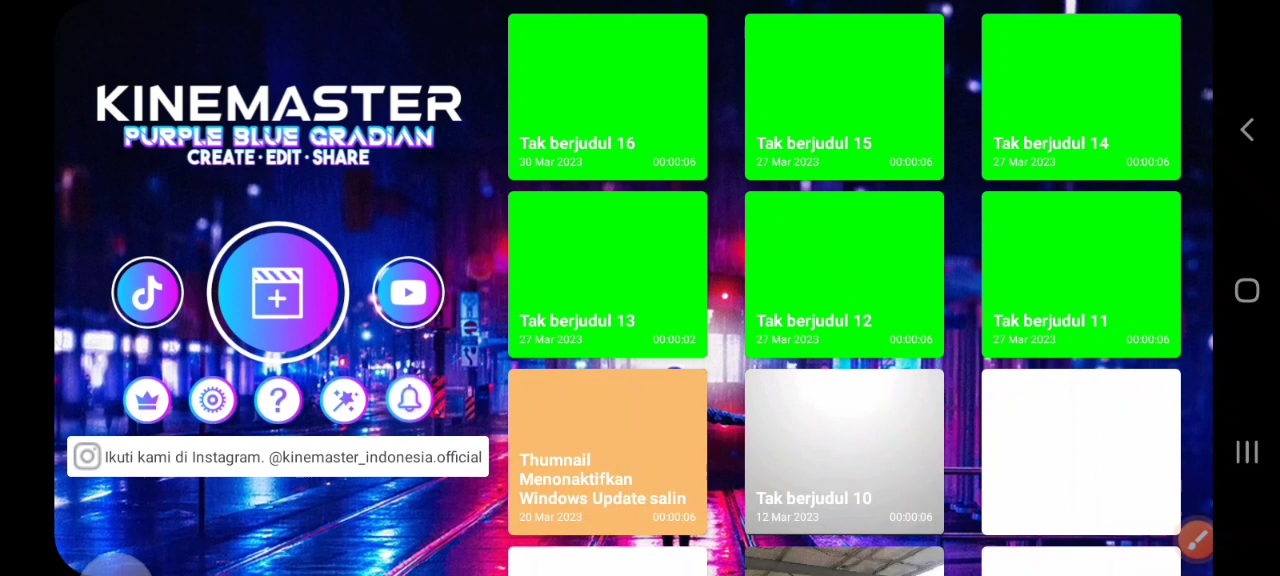 KINEMASTER
PURPLE BLUE GRADIAN
CREATE · EDIT · SHARE
Ikuti kami di Instagram. @kinemaster_indonesia.official
Tak berjudul 16
30 Mar 2023 00:00:06
Tak berjudul 15
27 Mar 2023 00:00:06
Tak berjudul 14
27 Mar 2023 00:00:06
Tak berjudul 13
27 Mar 2023 00:00:02
Tak berjudul 12
27 Mar 2023 00:00:06
Tak berjudul 11
27 Mar 2023 00:00:06
Thumnail
Menonaktifkan
Windows Update salin
20 Mar 2023 00:00:06
Tak berjudul 10
12 Mar 2023 00:00:06